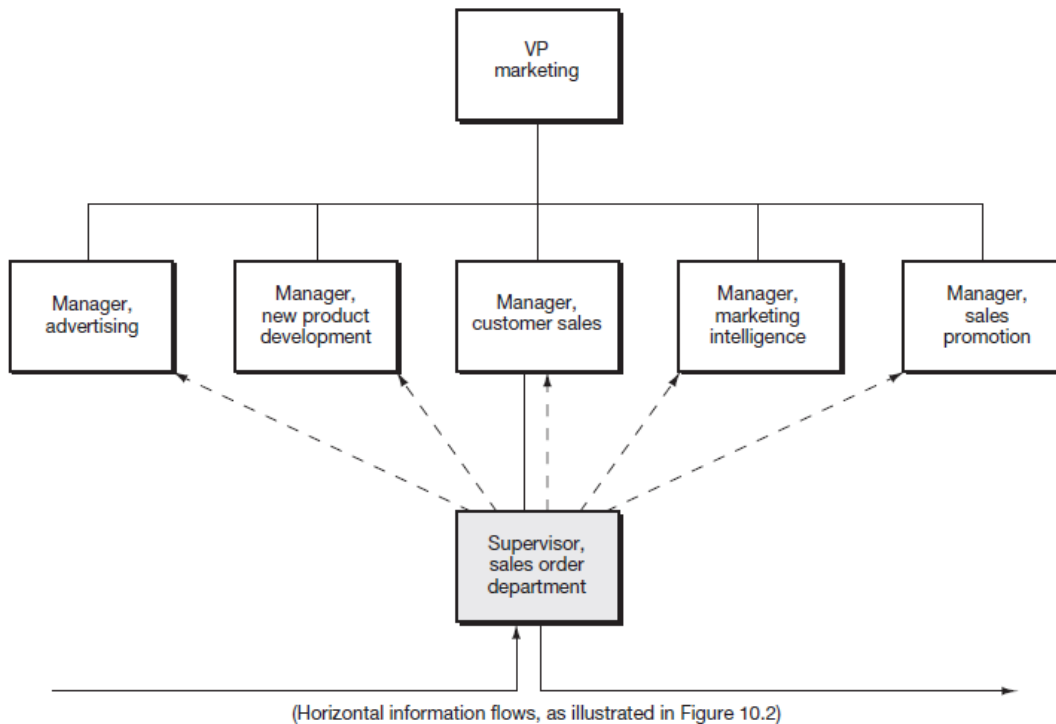 VP
marketing
Manager,
advertising
Manager,
new product
development
Manager,
customer sales
Manager,
marketing
intelligence
Manager,
sales
promotion
Supervisor,
sales order
department
(Horizontal information flows, as illustrated in Figure 10.2)